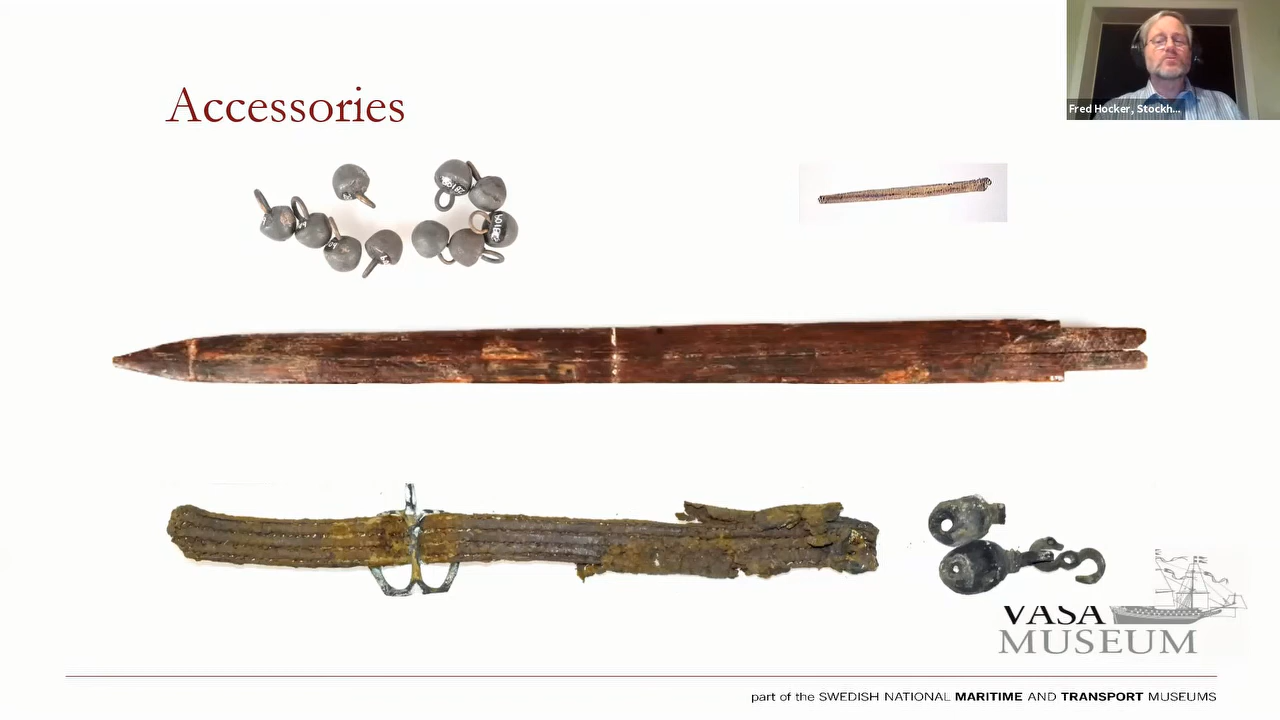 Accessories
Fred Hocker, Stockh...
VASA
MUSEUM
part of the SWEDISH NATIONAL MARITIME AND TRANSPORT MUSEUMS